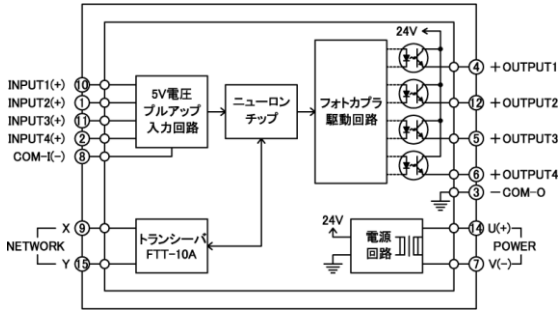 24V
INPUT1(+) ⑩
INPUT2(+) ①
INPUT3(+) ⑪
INPUT4(+) ②
COM-I(-) ⑧
5V電圧
プルアップ
入力回路
ニューロン
チップ
フォトカプラ
駆動回路
④ +OUTPUT1
⑫ +OUTPUT2
⑤ +OUTPUT3
⑥ +OUTPUT4
③ -COM-O
NETWORK
X ⑨
Y ⑮
トランシーバ
FTT-10A
24V
電源
回路
⑭ U(+)
POWER
⑦ V(-)